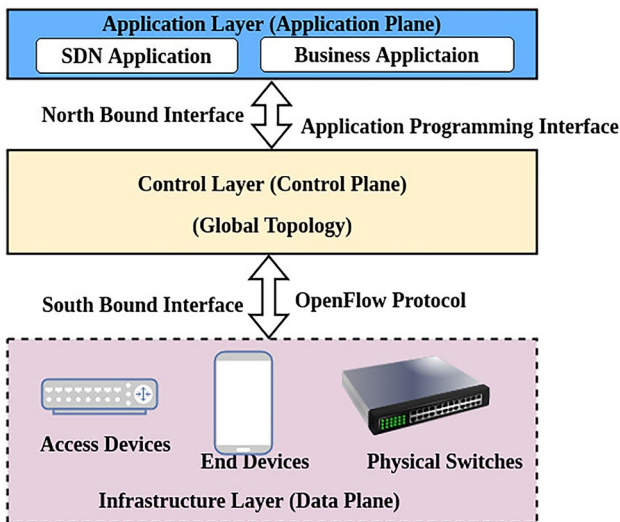 Application Layer (Application Plane)
SDN Application
Business Applictaion
North Bound Interface
Application Programming Interface
Control Layer (Control Plane)
(Global Topology)
South Bound Interface
OpenFlow Protocol
Access Devices
End Devices
Physical Switches
Infrastructure Layer (Data Plane)